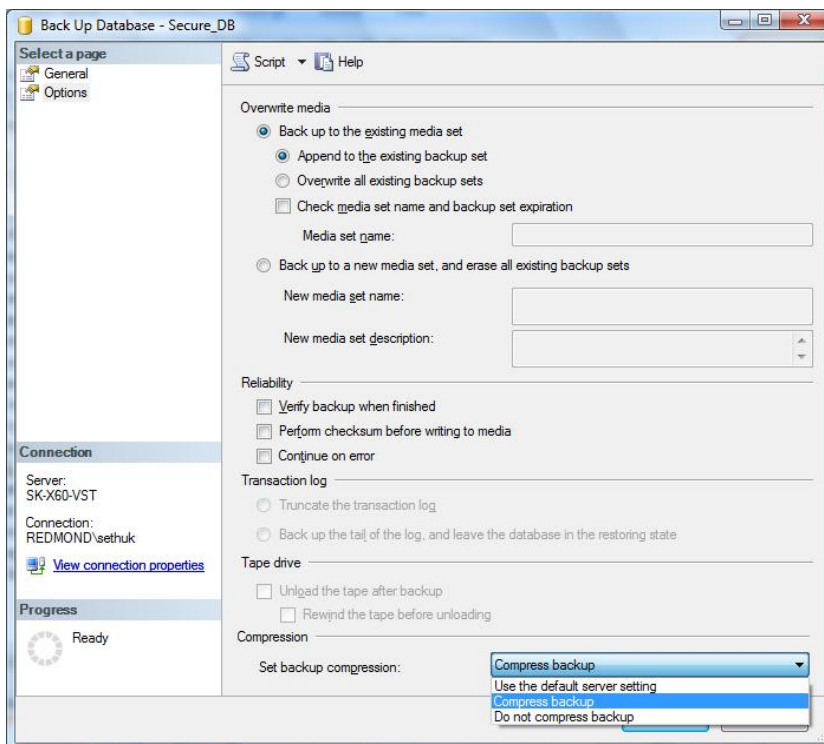 Back Up Database - Secure_DB
Select a page
General
Options
Script
Help
Overwrite media
Back up to the existing media set
Append to the existing backup set
Overwrite all existing backup sets
Check media set name and backup set expiration
Media set name:
Back up to a new media set, and erase all existing backup sets
New media set name:
New media set description:
Reliability
Verify backup when finished
Perform checksum before writing to media
Continue on error
Connection
Server:
SK-X60-VST
Connection:
REDMOND\sethuk
View connection properties
Transaction log
Truncate the transaction log
Back up the tail of the log, and leave the database in the restoring state
Tape drive
Unload the tape after backup
Rewind the tape before unloading
Progress
Ready
Compression
Set backup compression:
Compress backup
Use the default server setting
Compress backup
Do not compress backup